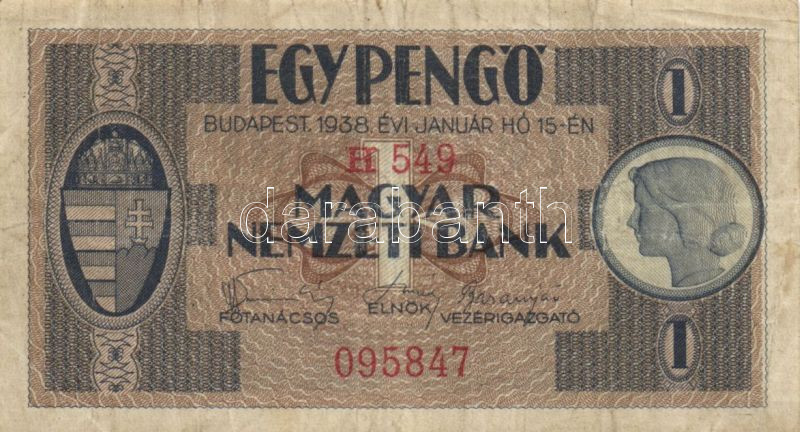 EGY PENGŐ
1
BUDAPEST. 1938. ÉVI JANUÁR HÓ 15-ÉN
549
MAGYAR
NEMZETI BANK
darabanth
FŐTANÁCSOS ELNÖK VEZÉRIGAZGATÓ
1
095847